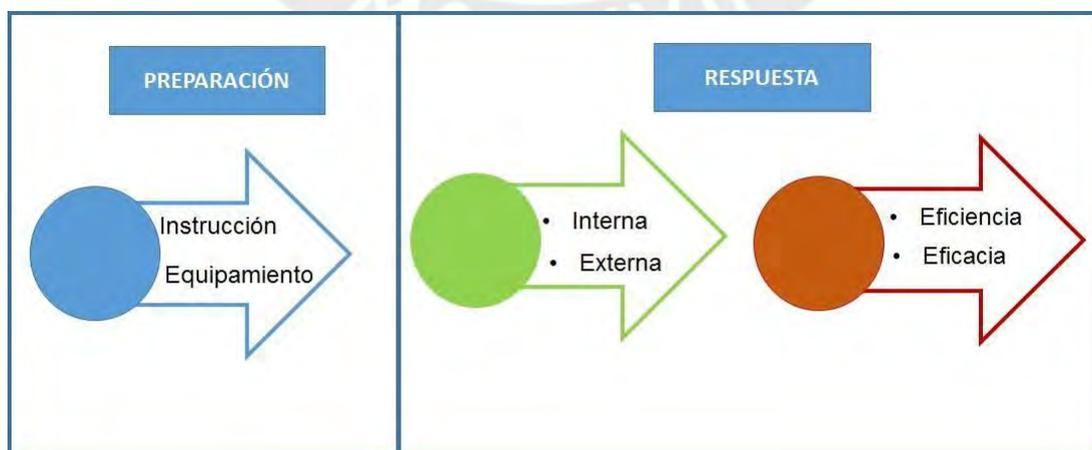 PREPARACIÓN
Instrucción
Equipamiento
RESPUESTA
• Interna
• Externa
• Eficiencia
• Eficacia